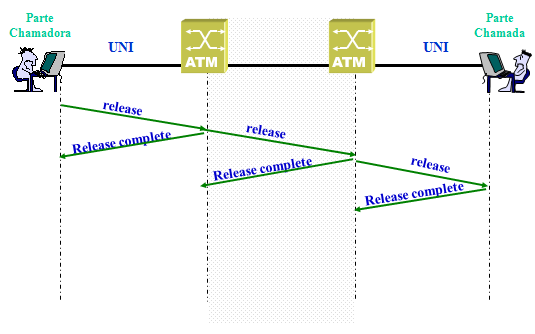 Parte
Chamadora
UNI
ATM
ATM
UNI
Parte
Chamada
release
Release complete
release
Release complete
release
Release complete